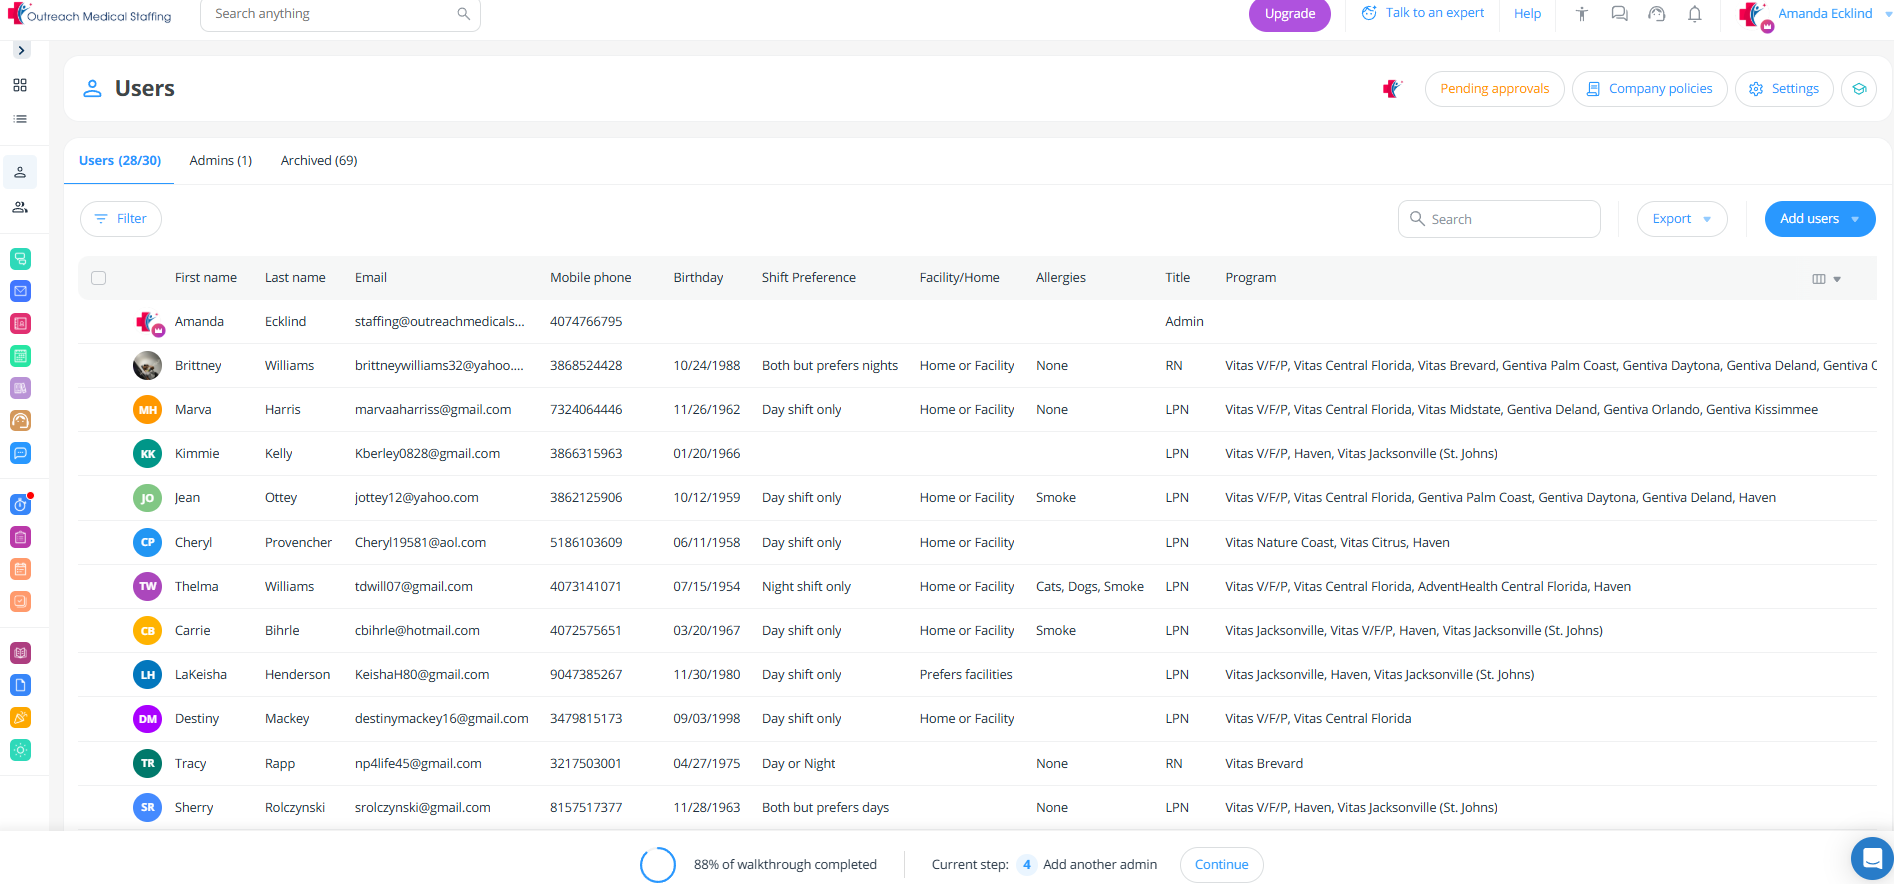 Outreach Medical Staffing
Search anything
Upgrade
Talk to an expert
Help
Amanda Ecklind
Users
Pending approvals
Company policies
Settings
Users (28/30) Admins (1) Archived (69)
Filter
Search
Export
Add users
First name Last name Email Mobile phone Birthday Shift Preference Facility/Home Allergies Title Program
Amanda Ecklind staffing@outreachmedicals... 4074766795 Admin
Brittney Williams brittneywilliams32@yahoo.... 3868524428 10/24/1988 Both but prefers nights Home or Facility None RN Vitas V/F/P, Vitas Central Florida, Vitas Brevard, Gentiva Palm Coast, Gentiva Daytona, Gentiva Deland, Gentiva C
MH Marva Harris marvaaharriss@gmail.com 7324064446 11/26/1962 Day shift only Home or Facility None LPN Vitas V/F/P, Vitas Central Florida, Vitas Midstate, Gentiva Deland, Gentiva Orlando, Gentiva Kissimmee
KK Kimmie Kelly Kberley0828@gmail.com 3866315963 01/20/1966 LPN Vitas V/F/P, Haven, Vitas Jacksonville (St. Johns)
JO Jean Ottey jottey12@yahoo.com 3862125906 10/12/1959 Day shift only Home or Facility Smoke LPN Vitas V/F/P, Vitas Central Florida, Gentiva Palm Coast, Gentiva Daytona, Gentiva Deland, Haven
CP Cheryl Provencher Cheryl19581@aol.com 5186103609 06/11/1958 Day shift only Home or Facility LPN Vitas Nature Coast, Vitas Citrus, Haven
TW Thelma Williams tdwill07@gmail.com 4073141071 07/15/1954 Night shift only Home or Facility Cats, Dogs, Smoke LPN Vitas V/F/P, Vitas Central Florida, AdventHealth Central Florida, Haven
CB Carrie Bihrle cbihrle@hotmail.com 4072575651 03/20/1967 Day shift only Home or Facility Smoke LPN Vitas Jacksonville, Vitas V/F/P, Haven, Vitas Jacksonville (St. Johns)
LH LaKeisha Henderson KeishaH80@gmail.com 9047385267 11/30/1980 Day shift only Prefers facilities LPN Vitas Jacksonville, Haven, Vitas Jacksonville (St. Johns)
DM Destiny Mackey destinymackey16@gmail.com 3479815173 09/03/1998 Day shift only Home or Facility LPN Vitas V/F/P, Vitas Central Florida
TR Tracy Rapp np4life45@gmail.com 3217503001 04/27/1975 Day or Night None RN Vitas Brevard
SR Sherry Rolczynski srolczynski@gmail.com 8157517377 11/28/1963 Both but prefers days None LPN Vitas V/F/P, Haven, Vitas Jacksonville (St. Johns)
88% of walkthrough completed Current step: 4 Add another admin Continue